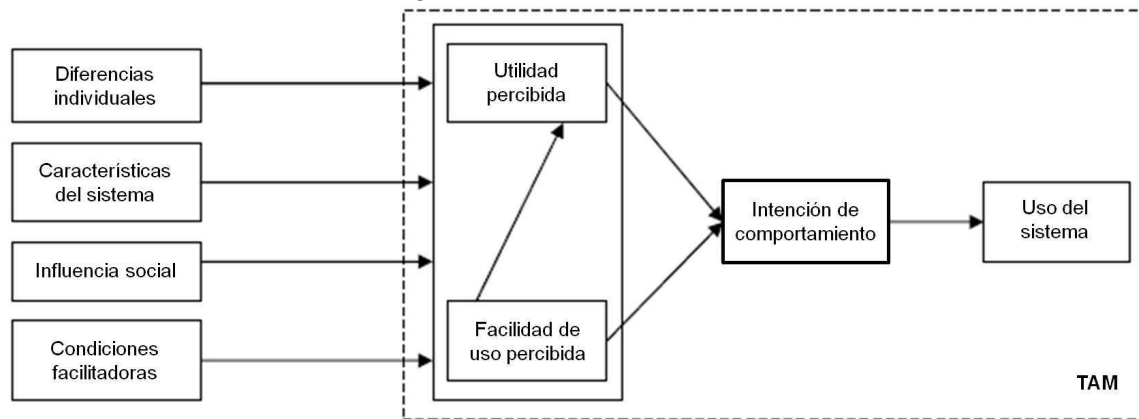 Diferencias
individuales
Características
del sistema
Influencia social
Condiciones
facilitadoras
Utilidad
percibida
Facilidad de
uso percibida
Intención de
comportamiento
Uso del
sistema
TAM